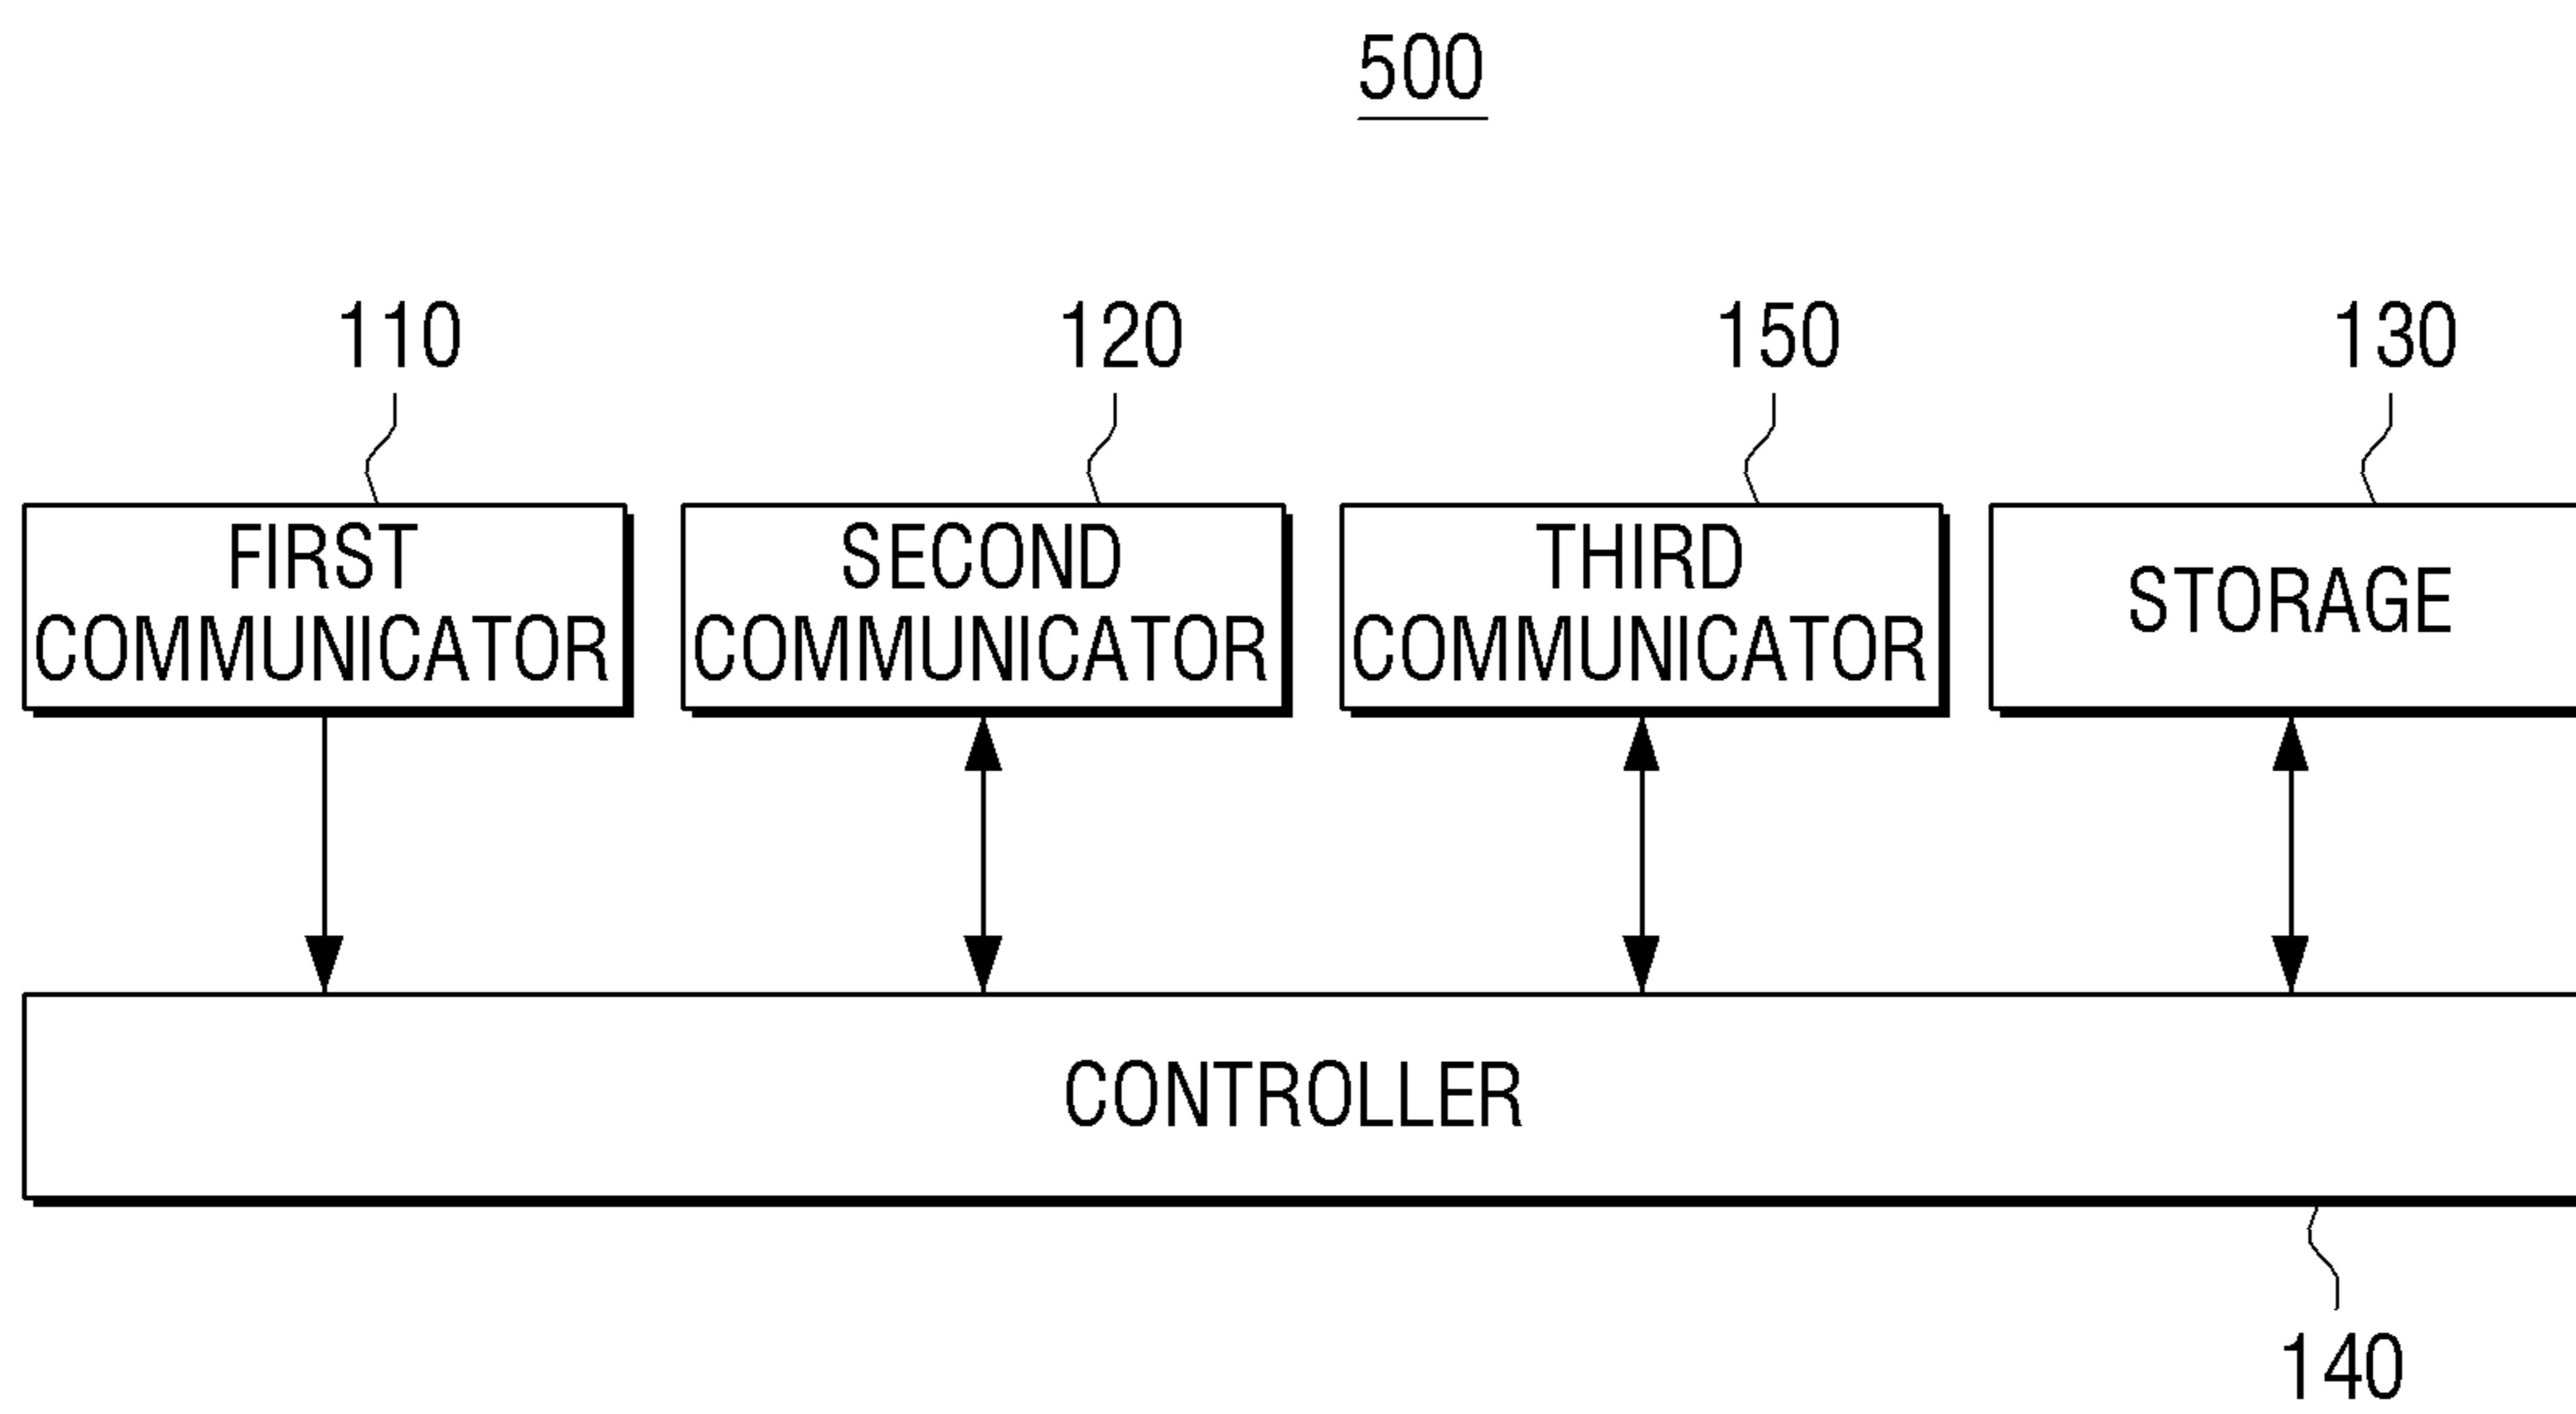 500
110
120
150
130
FIRST
COMMUNICATOR
SECOND
COMMUNICATOR
THIRD
COMMUNICATOR
STORAGE
CONTROLLER
140